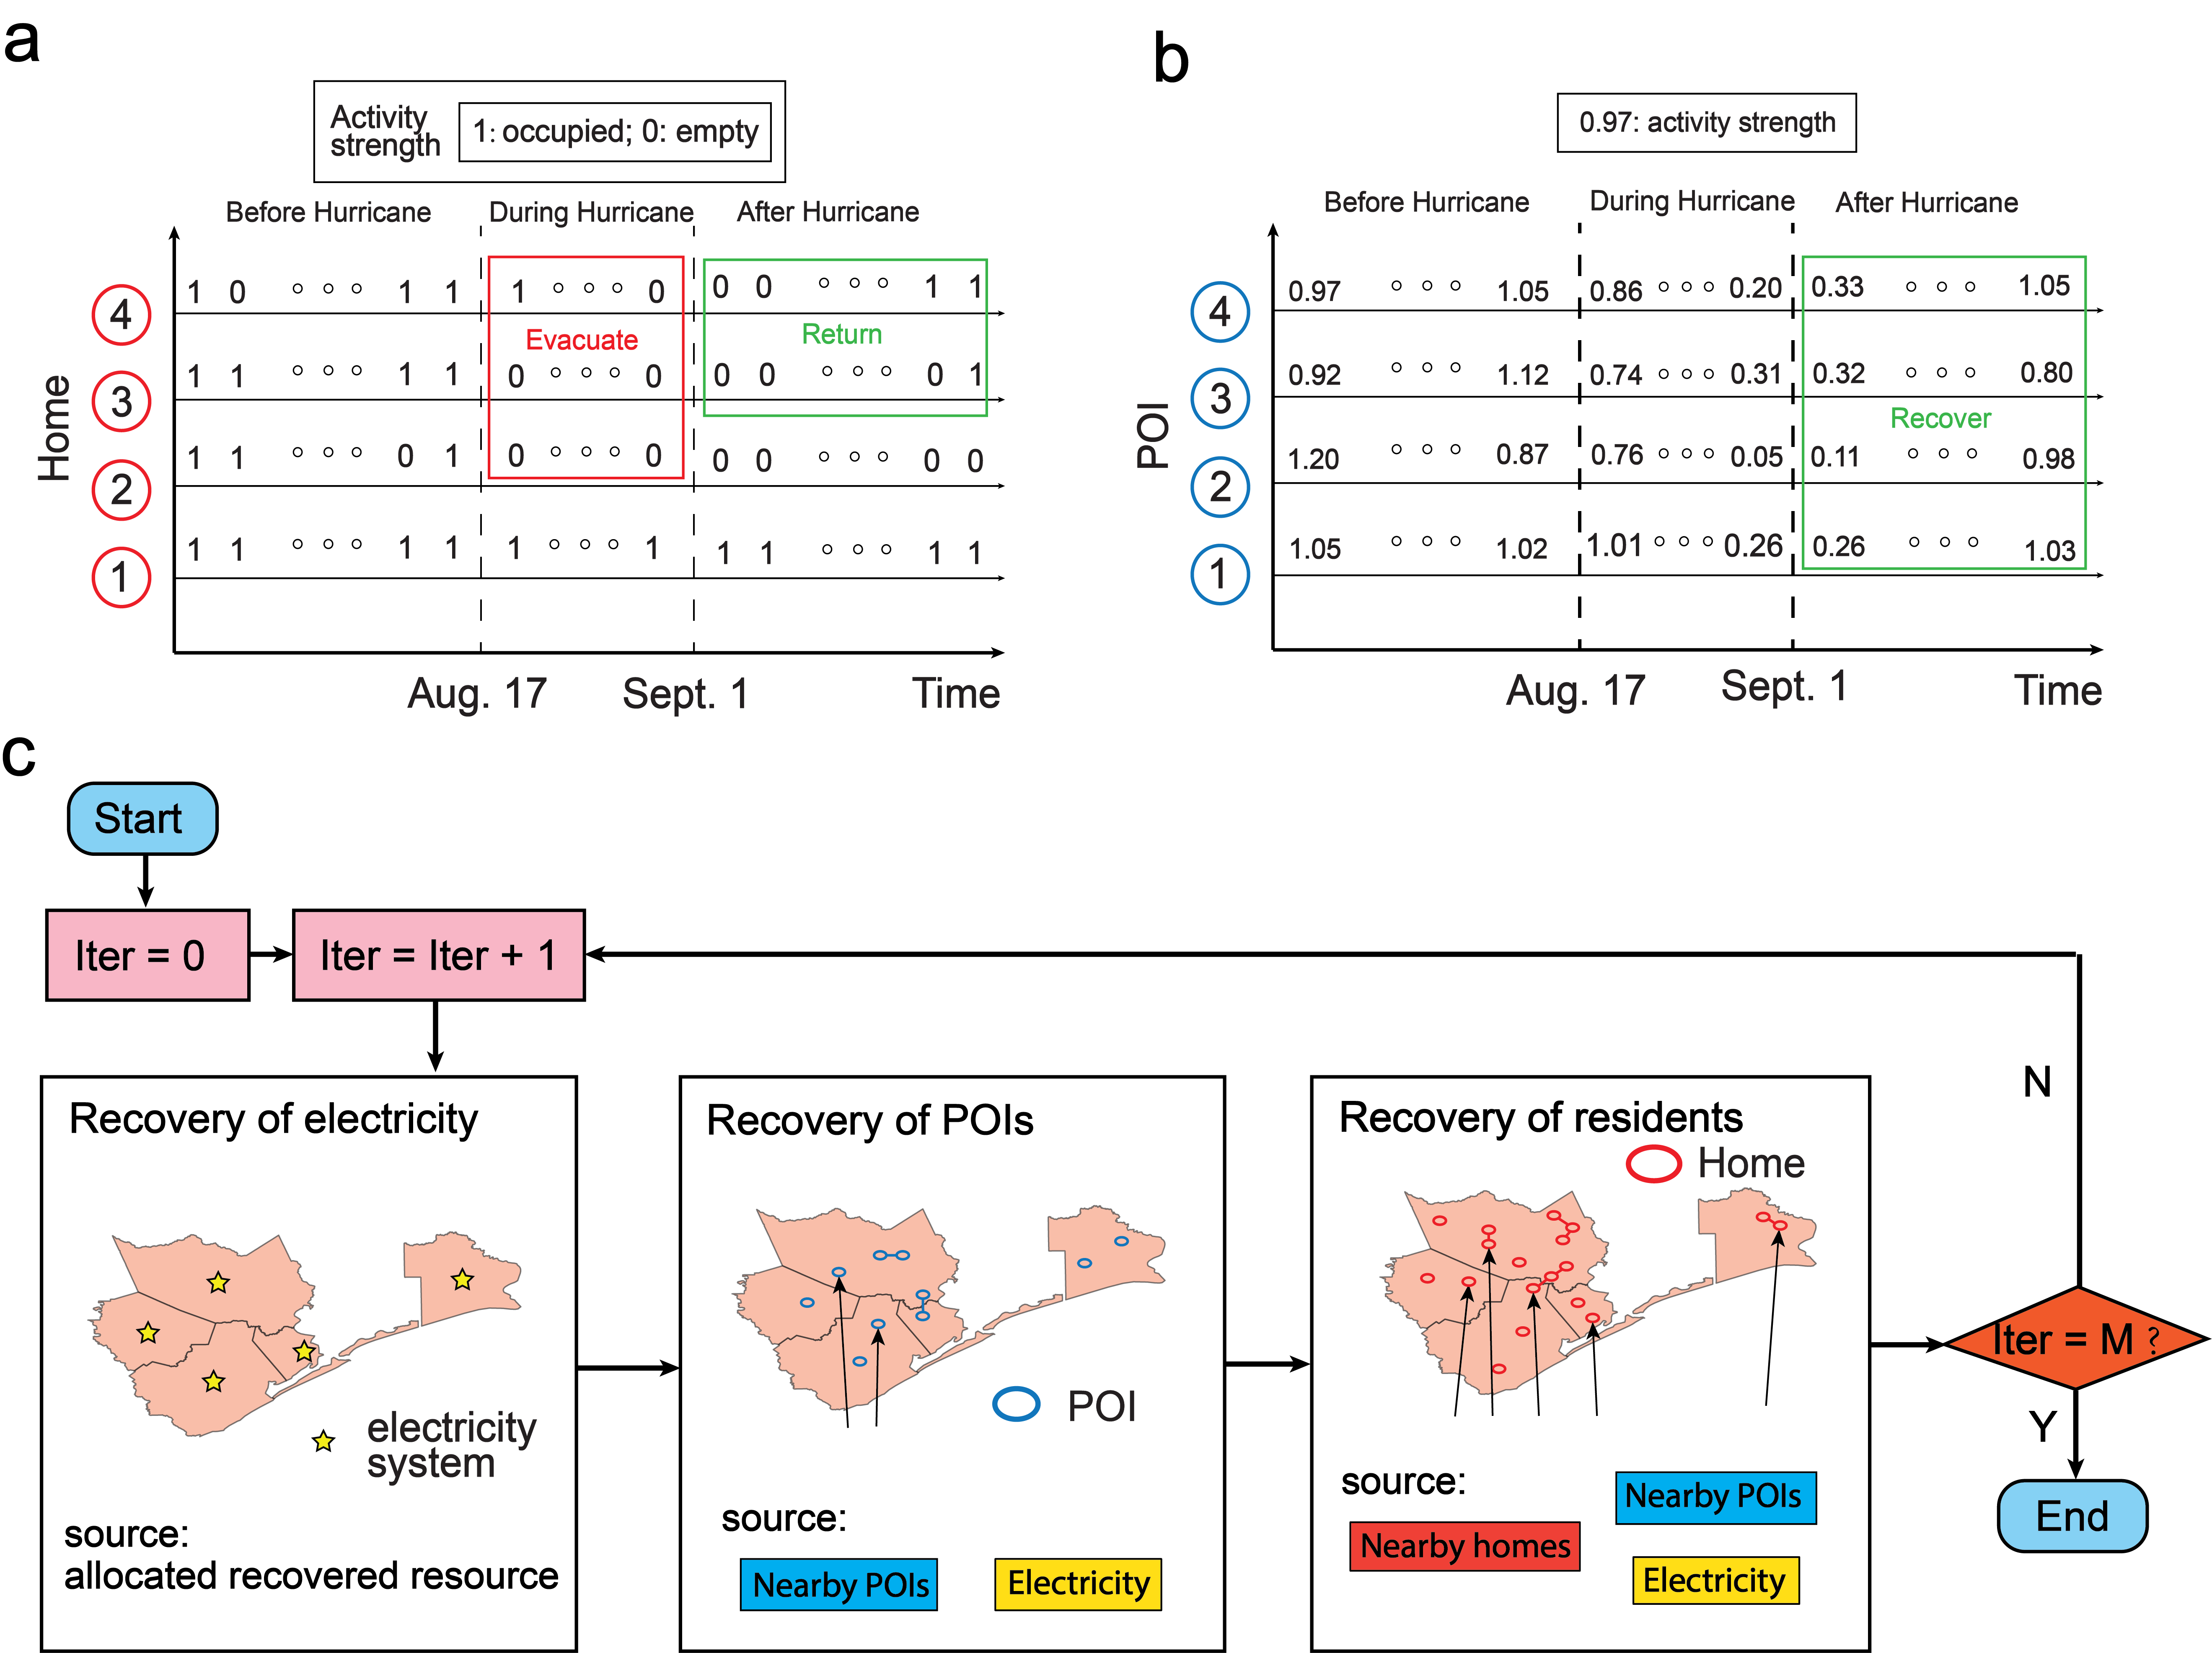 a
Activity
strength
1: occupied; 0: empty
Before Hurricane
During Hurricane
After Hurricane
Home
4
1 0 ° ° ° 1 1
1 ° ° ° 0
0 0 ° ° ° 1 1
Evacuate
Return
3
1 1 ° ° ° 1 1
0 ° ° ° 0
0 0 ° ° ° 0 1
2
1 1 ° ° ° 0 1
0 ° ° ° 0
0 0 ° ° ° 0 0
1
1 1 ° ° ° 1 1
1 ° ° ° 1
1 1 ° ° ° 1 1
Aug. 17
Sept. 1
Time
b
0.97: activity strength
Before Hurricane
During Hurricane
After Hurricane
POI
4
0.97 ° ° ° 1.05
0.86 ° ° ° 0.20
0.33 ° ° ° 1.05
3
0.92 ° ° ° 1.12
0.74 ° ° ° 0.31
0.32 ° ° ° 0.80
Recover
2
1.20 ° ° ° 0.87
0.76 ° ° ° 0.05
0.11 ° ° ° 0.98
1
1.05 ° ° ° 1.02
1.01 ° ° ° 0.26
0.26 ° ° ° 1.03
Aug. 17
Sept. 1
Time
c
Start
Iter = 0
Iter = Iter + 1
Recovery of electricity
electricity
system
source:
allocated recovered resource
Recovery of POIs
POI
source:
Nearby POIs
Electricity
Recovery of residents
Home
source:
Nearby POIs
Nearby homes
Electricity
N
Iter = M ?
Y
End